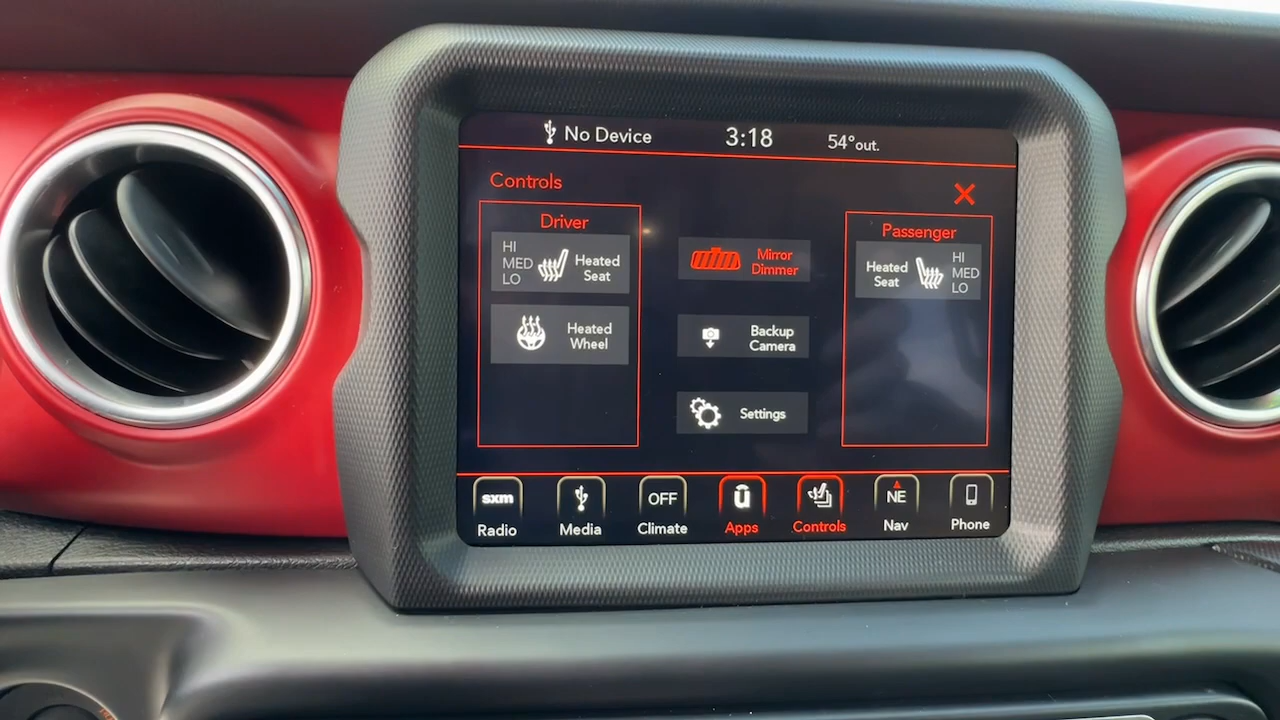 No Device
3:18
54°out.
Controls
Driver
HI
MED
LO
Heated
Seat
Heated
Wheel
Mirror
Dimmer
Backup
Camera
Settings
Passenger
Heated
Seat
HI
MED
LO
sxm
Radio
Media
OFF
Climate
Apps
Controls
NE
Nav
Phone